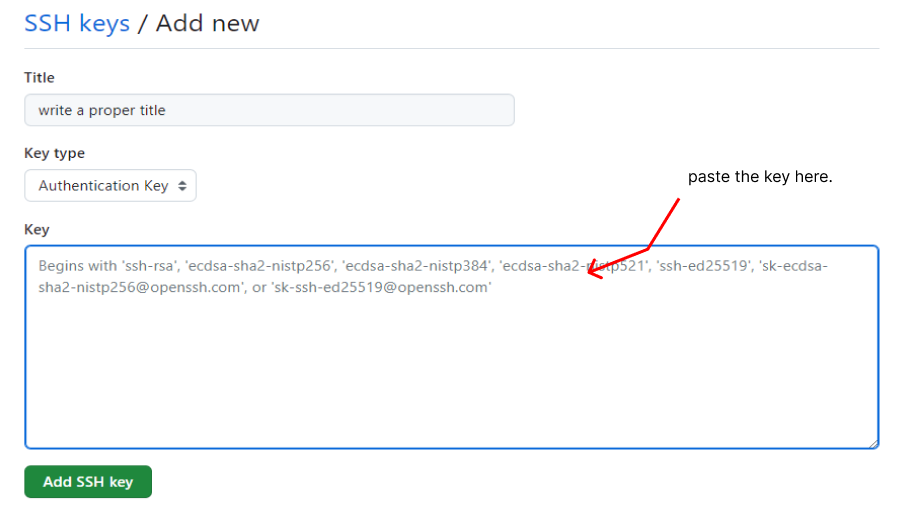 SSH keys / Add new
Title
write a proper title
Key type
Authentication Key
paste the key here.
Key
Begins with 'ssh-rsa', 'ecdsa-sha2-nistp256', 'ecdsa-sha2-nistp384', 'ecdsa-sha2-nistp521', 'ssh-ed25519', 'sk-ecdsa-
sha2-nistp256@openssh.com', or 'sk-ssh-ed25519@openssh.com'
Add SSH key